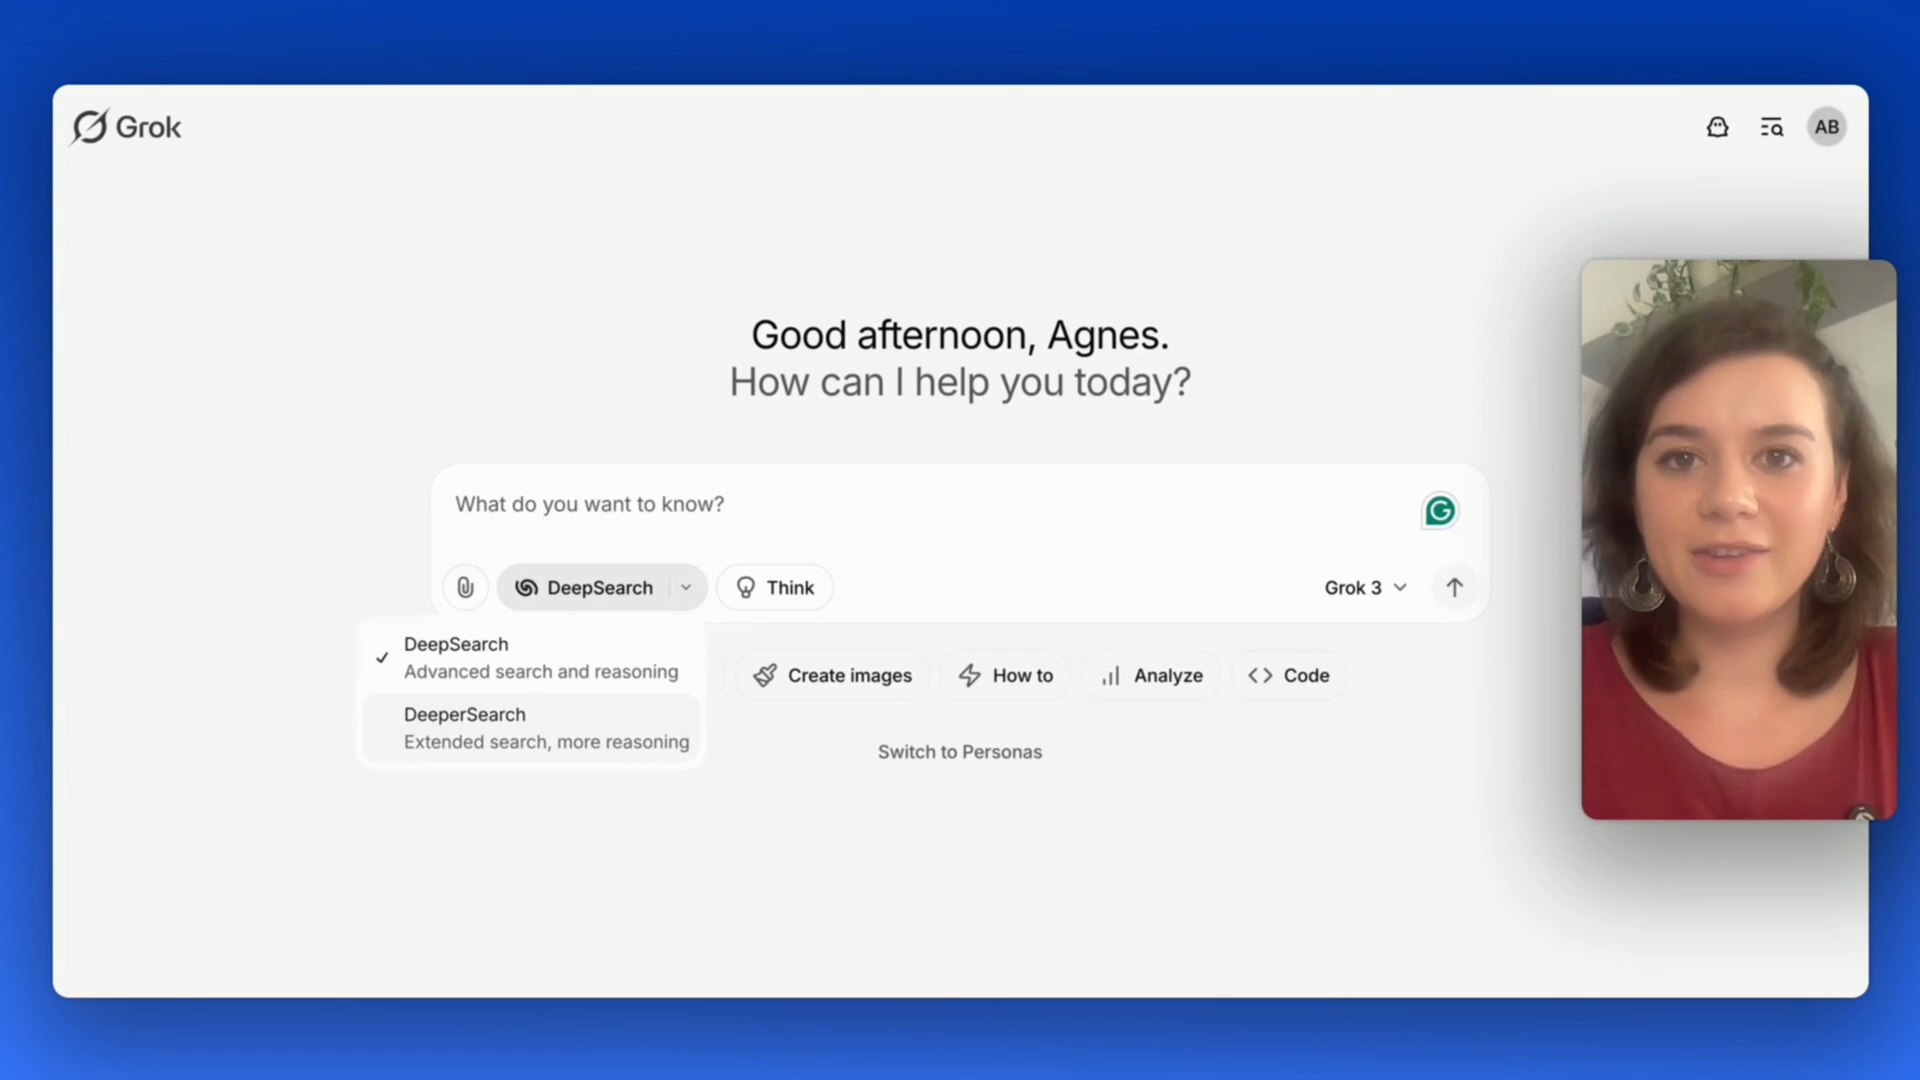 Grok
AB
Good afternoon, Agnes.
How can I help you today?
What do you want to know?
DeepSearch
Think
Grok 3
DeepSearch
Advanced search and reasoning
DeeperSearch
Extended search, more reasoning
Create images
How to
Analyze
Code
Switch to Personas